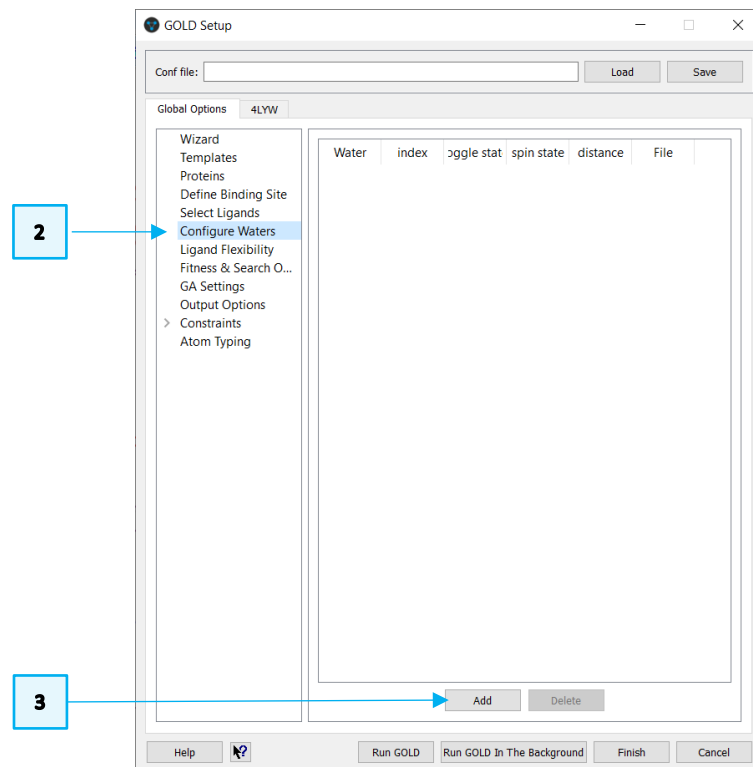 GOLD Setup
Conf file: Load Save
Global Options 4LYW
Wizard
Templates
Proteins
Define Binding Site
Select Ligands
Configure Waters
Ligand Flexibility
Fitness & Search O...
GA Settings
Output Options
Constraints
Atom Typing
Water index oggle stat spin state distance File
2
3
Add Delete
Help Run GOLD Run GOLD In The Background Finish Cancel